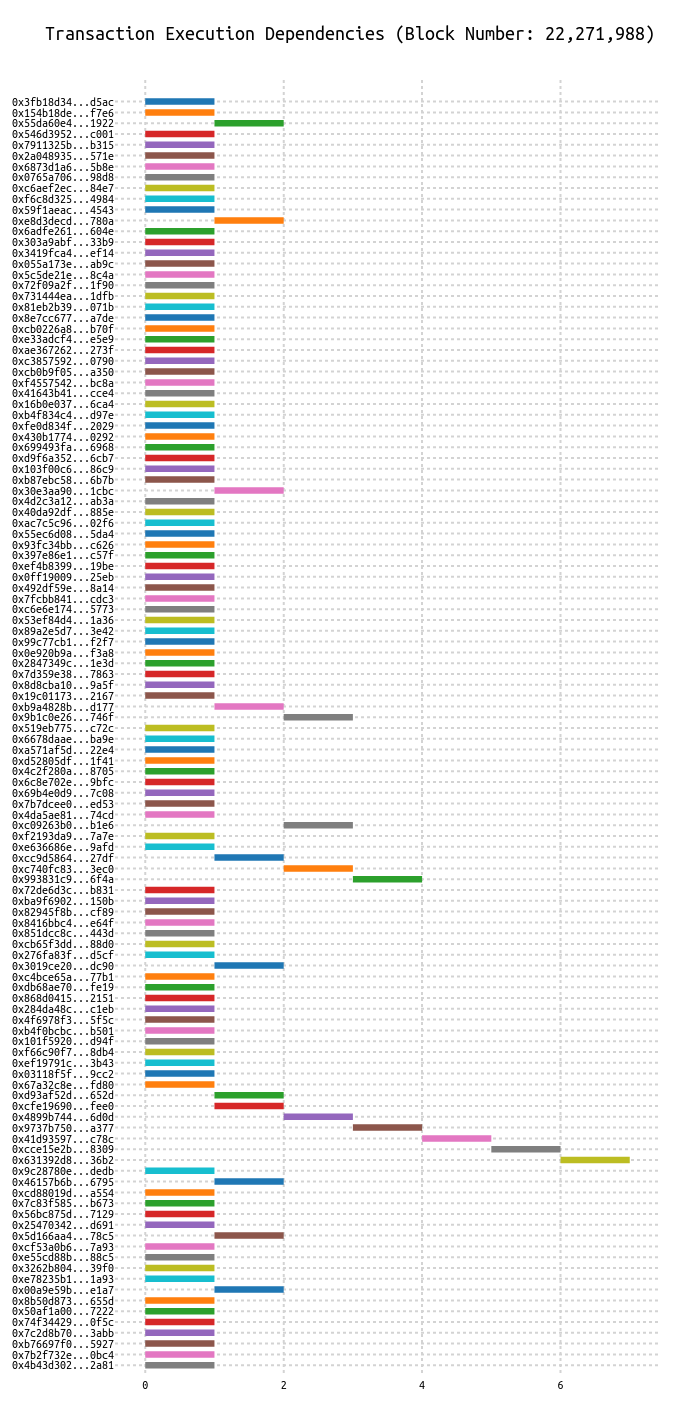 Transaction Execution Dependencies (Block Number: 22,271,988)
0x3fb18d34...d5ac
0x154b18de...f7e6
0x55da60e4...1922
0x546d3952...c001
0x7911325b...b315
0x2a048935...571e
0x6873d1a6...5b8e
0x0765a706...98d8
0xc6aef2ec...84e7
0xf6c8d325...4984
0x59f1aeac...4543
0xe8d3decd...780a
0x6adfe261...604e
0x303a9abf...33b9
0x3419fca4...ef14
0x055a173e...ab9c
0x5c5de21e...8c4a
0x72f09a2f...1f90
0x731444ea...1dfb
0x81eb2b39...071b
0x8e7cc677...a7de
0xcb0226a8...b70f
0xe33adcf4...e5e9
0xae367262...273f
0xc3857592...0790
0xcb0b9f05...a350
0xf4557542...bc8a
0x41643b41...cce4
0x16b0e037...6ca4
0xb4f834c4...d97e
0xfe0d834f...2029
0x430b1774...0292
0x699493fa...6968
0xd9f6a352...6cb7
0x103f00c6...86c9
0xb87ebc58...6b7b
0x30e3aa90...1cbc
0x4d2c3a12...ab3a
0x40da92df...885e
0xac7c5c96...02f6
0x55ec6d08...5da4
0x93fc34bb...c626
0x397e86e1...c57f
0xef4b8399...19be
0x0ff19009...25eb
0x492df59e...8a14
0x7fcbb841...cdc3
0xc6e6e174...5773
0x53ef84d4...1a36
0x89a2e5d7...3e42
0x99c77cb1...f2f7
0x0e920b9a...f3a8
0x2847349c...1e3d
0x7d359e38...7863
0x8d8cba10...9a5f
0x19c01173...2167
0xb9a4828b...d177
0x9b1c0e26...746f
0x519eb775...c72c
0x6678daae...ba9e
0xa571af5d...22e4
0xd52805df...1f41
0x4c2f280a...8705
0x6c8e702e...9bfc
0x69b4e0d9...7c08
0x7b7dcee0...ed53
0x4da5ae81...74cd
0xc09263b0...b1e6
0xf2193da9...7a7e
0xe636686e...9afd
0xcc9d5864...27df
0xc740fc83...3ec0
0x993831c9...6f4a
0x72de6d3c...b831
0xba9f6902...150b
0x82945f8b...cf89
0x8416bbc4...e64f
0x851dcc8c...443d
0xcb65f3dd...88d0
0x276fa83f...d5cf
0x3019ce20...dc90
0xc4bce65a...77b1
0xdb68ae70...fe19
0x868d0415...2151
0x284da48c...c1eb
0x4f6978f3...5f5c
0xb4f0bcbc...b501
0x101f5920...d94f
0xf66c90f7...8db4
0xef19791c...3b43
0x03118f5f...9cc2
0x67a32c8e...fd80
0xd93af52d...652d
0xcfe19690...fee0
0x4899b744...6d0d
0x9737b750...a377
0x41d93597...c78c
0xcce15e2b...8309
0x631392d8...36b2
0x9c28780e...dedb
0x46157b6b...6795
0xcd88019d...a554
0x7c83f585...b673
0x56bc875d...7129
0x25470342...d691
0x5d166aa4...78c5
0xcf53a0b6...7a93
0xe55cd88b...88c5
0x3262b804...39f0
0xe78235b1...1a93
0x00a9e59b...e1a7
0x8b50d873...655d
0x50af1a00...7222
0x74f34429...0f5c
0x7c2d8b70...3abb
0xb76697f0...5927
0x7b2f732e...0bc4
0x4b43d302...2a81
0 2 4 6